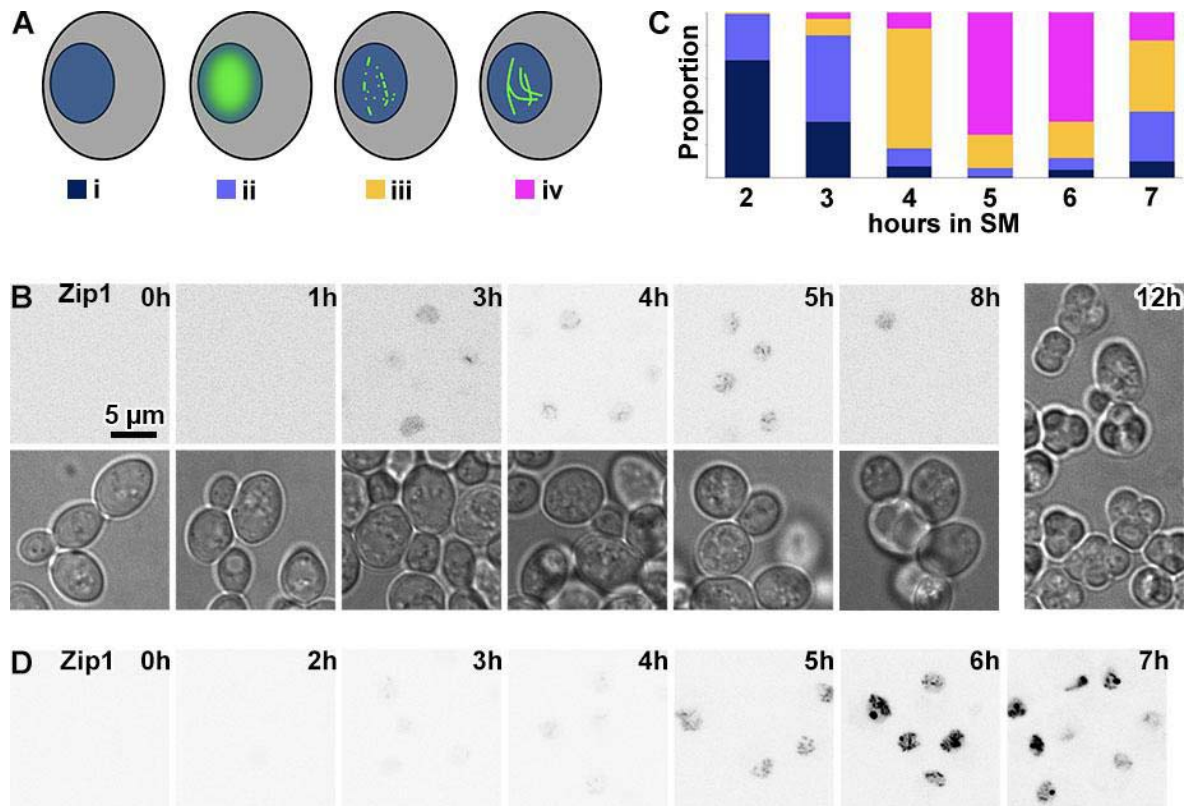 A
i ii iii iv
C
Proportion
2 3 4 5 6 7
hours in SM
B Zip1 0h 1h 3h 4h 5h 8h 12h
5 µm
D Zip1 0h 2h 3h 4h 5h 6h 7h